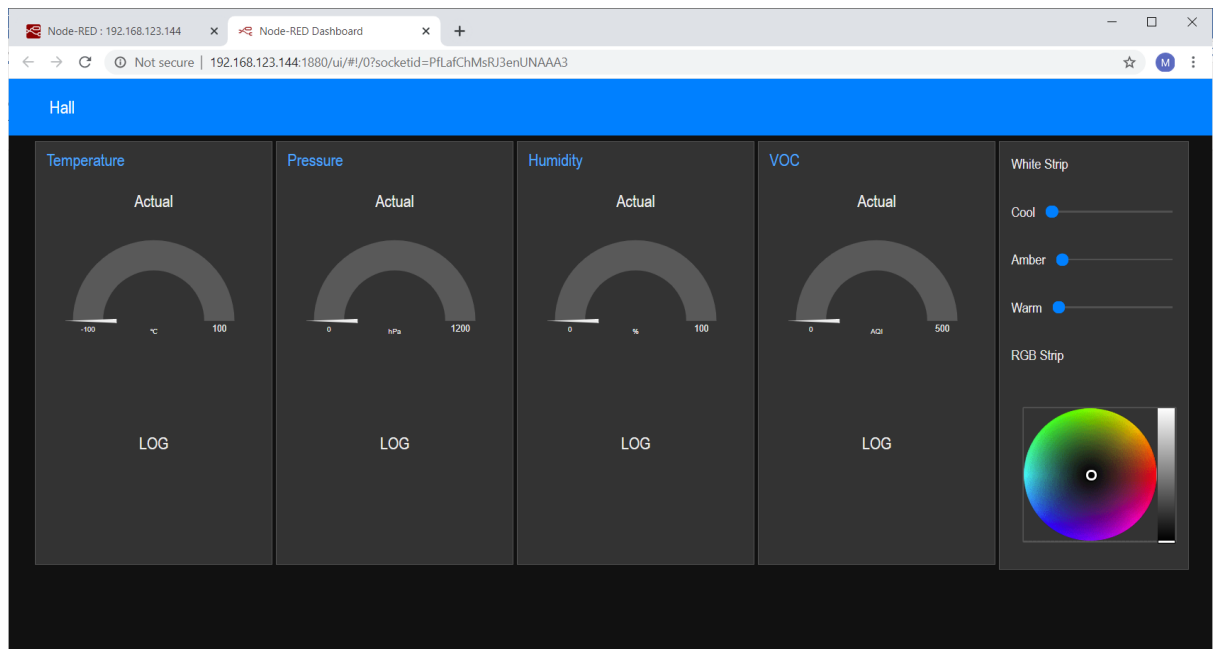 Node-RED : 192.168.123.144
Node-RED Dashboard
Not secure | 192.168.123.144:1880/ui/#!/0?socketid=PfLafChMsRJ3enUNAAA3
M
Hall
Temperature
Actual
-100 °C 100
LOG
Pressure
Actual
0 hPa 1200
LOG
Humidity
Actual
0 % 100
LOG
VOC
Actual
0 AQI 500
LOG
White Strip
Cool
Amber
Warm
RGB Strip